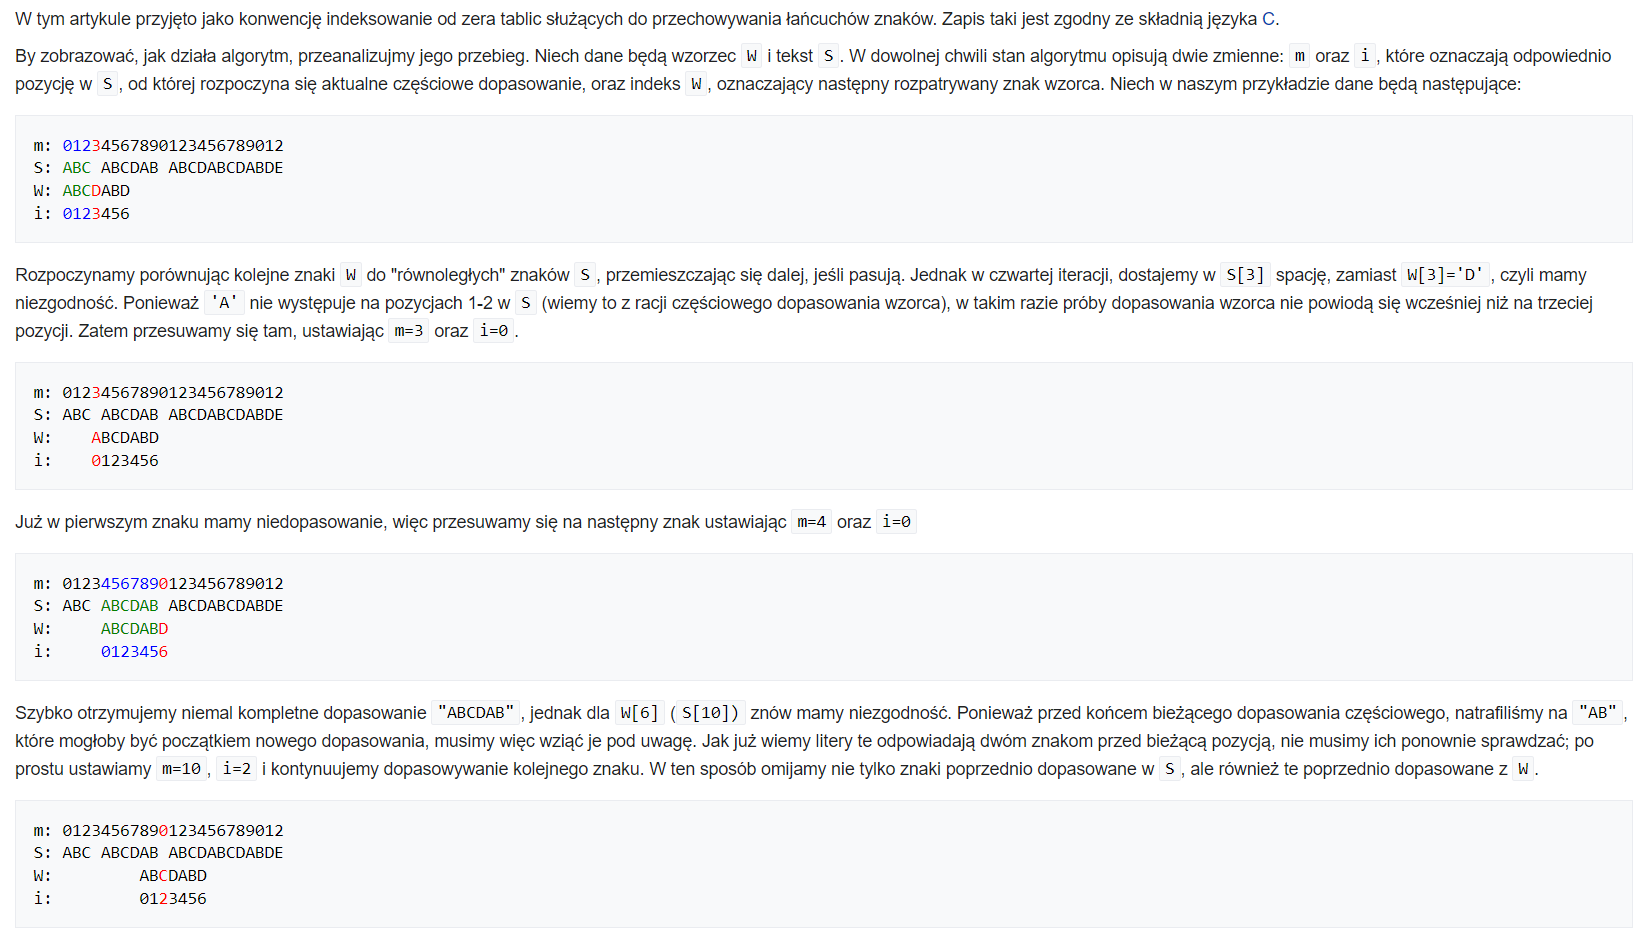 W tym artykule przyjęto jako konwencję indeksowanie od zera tablic służących do przechowywania łańcuchów znaków. Zapis taki jest zgodny ze składnią języka C.
By zobrazować, jak działa algorytm, przeanalizujmy jego przebieg. Niech dane będą wzorzec W i tekst S. W dowolnej chwili stan algorytmu opisują dwie zmienne: m oraz i, które oznaczają odpowiednio
pozycję w S, od której rozpoczyna się aktualne częściowe dopasowanie, oraz indeks W, oznaczający następny rozpatrywany znak wzorca. Niech w naszym przykładzie dane będą następujące:
m: 01234567890123456789012
S: ABC ABCDAB ABCDABCDABDE
W: ABCDABD
i: 0123456
Rozpoczynamy porównując kolejne znaki W do "równoległych" znaków S, przemieszczając się dalej, jeśli pasują. Jednak w czwartej iteracji, dostajemy w S[3] spację, zamiast W[3]='D', czyli mamy
niezgodność. Ponieważ 'A' nie występuje na pozycjach 1-2 w S (wiemy to z racji częściowego dopasowania wzorca), w takim razie próby dopasowania wzorca nie powiodą się wcześniej niż na trzeciej
pozycji. Zatem przesuwamy się tam, ustawiając m=3 oraz i=0.
m: 01234567890123456789012
S: ABC ABCDAB ABCDABCDABDE
W:    ABCDABD
i:    0123456
Już w pierwszym znaku mamy niedopasowanie, więc przesuwamy się na następny znak ustawiając m=4 oraz i=0
m: 01234567890123456789012
S: ABC ABCDAB ABCDABCDABDE
W:     ABCDABD
i:     0123456
Szybko otrzymujemy niemal kompletne dopasowanie "ABCDAB", jednak dla W[6] (S[10]) znów mamy niezgodność. Ponieważ przed końcem bieżącego dopasowania częściowego, natrafiliśmy na "AB",
które mogłoby być początkiem nowego dopasowania, musimy więc wziąć je pod uwagę. Jak już wiemy litery te odpowiadają dwóm znakom przed bieżącą pozycją, nie musimy ich ponownie sprawdzać; po
prostu ustawiamy m=10, i=2 i kontynuujemy dopasowywanie kolejnego znaku. W ten sposób omijamy nie tylko znaki poprzednio dopasowane w S, ale również te poprzednio dopasowane z W.
m: 01234567890123456789012
S: ABC ABCDAB ABCDABCDABDE
W:         ABCDABD
i:         0123456